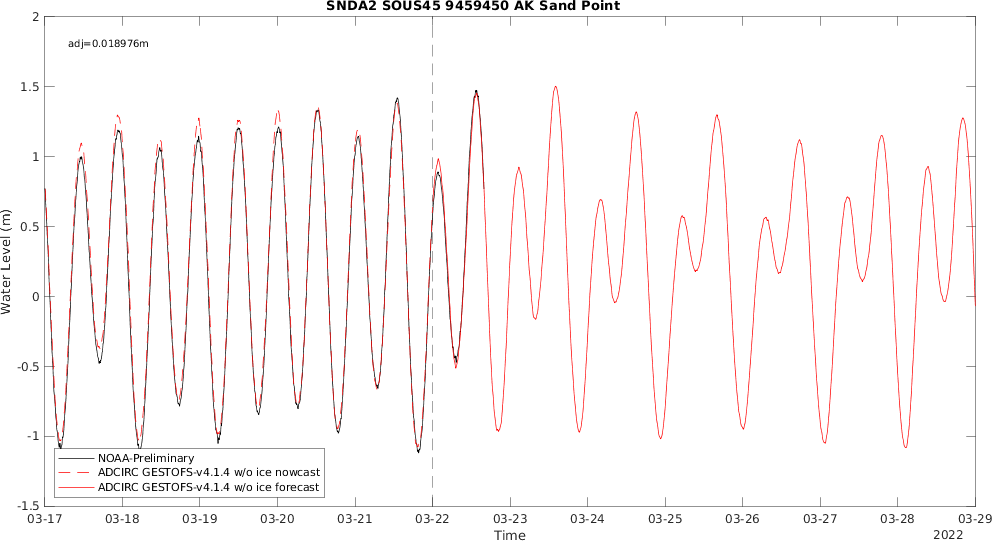 SNDA2 SOUS45 9459450 AK Sand Point
adj=0.018976m
Water Level (m)
2
1.5
1
0.5
0
-0.5
-1
-1.5
NOAA-Preliminary
ADCIRC GESTOFS-v4.1.4 w/o ice nowcast
ADCIRC GESTOFS-v4.1.4 w/o ice forecast
03-17 03-18 03-19 03-20 03-21 03-22 03-23 03-24 03-25 03-26 03-27 03-28 03-29
Time
2022